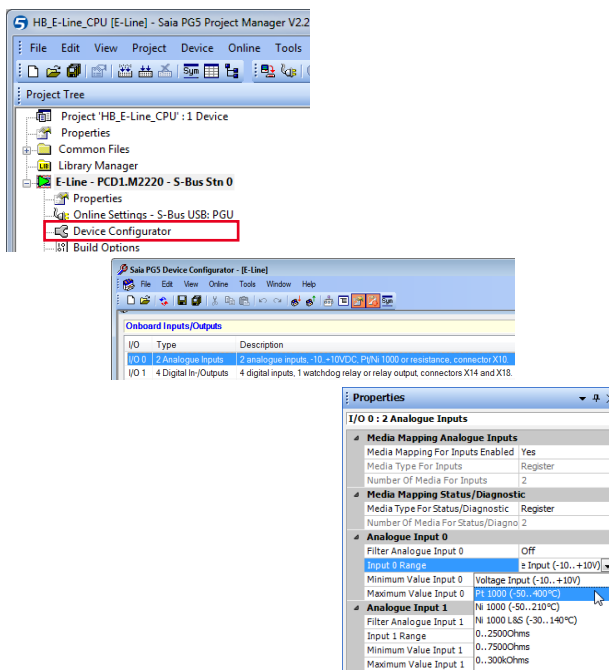 HB_E-Line_CPU [E-Line] - Saia PG5 Project Manager V2.2
File Edit View Project Device Online Tools
Sym
Project Tree
Project 'HB_E-Line_CPU' : 1 Device
Properties
Common Files
Library Manager
E-Line - PCD1.M2220 - S-Bus Stn 0
Properties
Online Settings - S-Bus USB: PGU
Device Configurator
Build Options
Saia PG5 Device Configurator - [E-Line]
File Edit View Online Tools Window Help
Sym
Onboard Inputs/Outputs
I/O Type Description
I/O 0 2 Analogue Inputs 2 analogue inputs, -10..+10VDC, Pt/Ni 1000 or resistance, connector X10.
I/O 1 4 Digital In-/Outputs 4 digital inputs, 1 watchdog relay or relay output, connectors X14 and X18.
Properties
I/O 0 : 2 Analogue Inputs
Media Mapping Analogue Inputs
Media Mapping For Inputs Enabled Yes
Media Type For Inputs Register
Number Of Media For Inputs 2
Media Mapping Status/Diagnostic
Media Type For Status/Diagnostic Register
Number Of Media For Status/Diagno 2
Analogue Input 0
Filter Analogue Input 0 Off
Input 0 Range e Input (-10..+10V)
Minimum Value Input 0 Voltage Input (-10..+10V)
Maximum Value Input 0 Pt 1000 (-50..400°C)
Analogue Input 1 Ni 1000 (-50..210°C)
Filter Analogue Input 1 Ni 1000 L&S (-30..140°C)
Input 1 Range 0..2500Ohms
Minimum Value Input 1 0..7500Ohms
Maximum Value Input 1 0..300kOhms